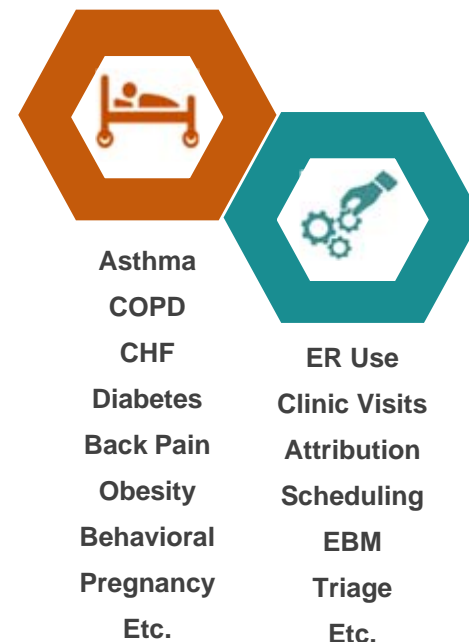 Asthma
COPD
CHF
Diabetes
Back Pain
Obesity
Behavioral
Pregnancy
Etc.
ER Use
Clinic Visits
Attribution
Scheduling
EBM
Triage
Etc.